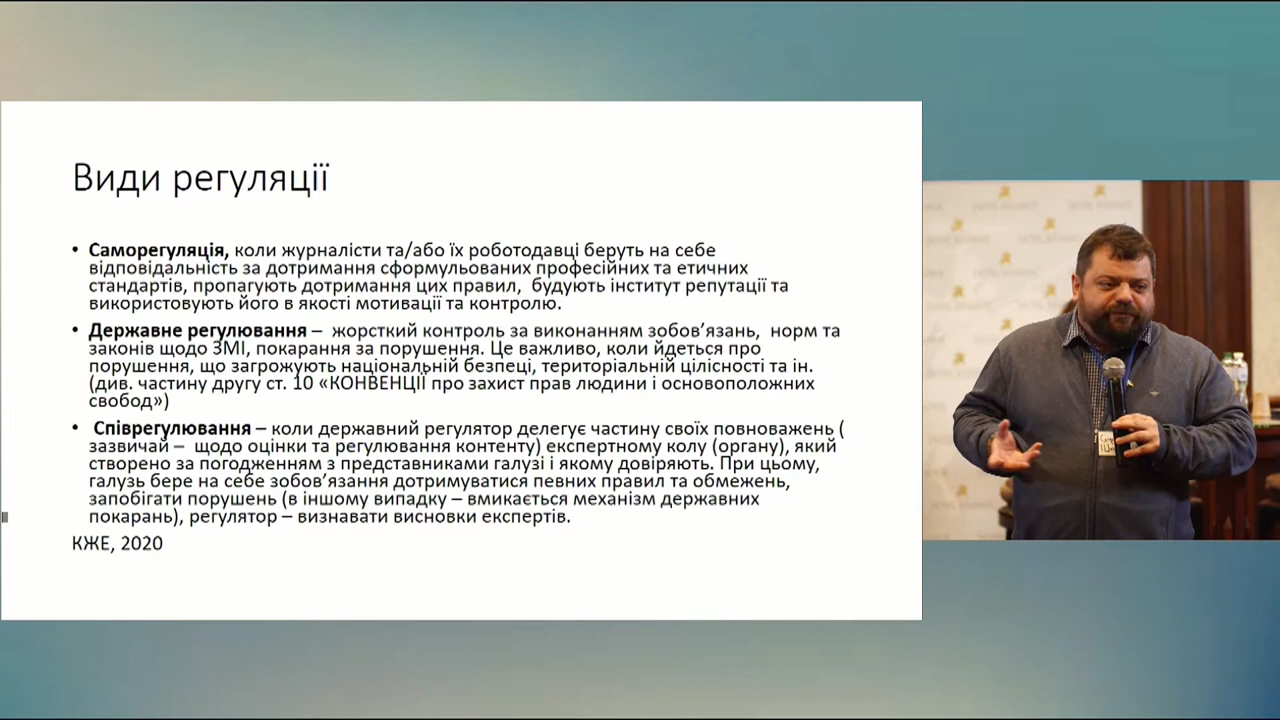 Види регуляції
• Саморегуляція, коли журналісти та/або їх роботодавці беруть на себе
відповідальність за дотримання сформульованих професійних та етичних
стандартів, пропагують дотримання цих правил, будують інститут репутації та
використовують його в якості мотивації та контролю.
• Державне регулювання – жорсткий контроль за виконанням зобов’язань, норм та
законів щодо ЗМІ, покарання за порушення. Це важливо, коли йдеться про
порушення, що загрожують національній безпеці, територіальній цілісності та ін.
(див. частину другу ст. 10 «КОНВЕНЦІЇ про захист прав людини і основоположних
свобод»)
• Співрегулювання – коли державний регулятор делегує частину своїх повноважень (
зазвичай – щодо оцінки та регулювання контенту) експертному колу (органу), який
створено за погодженням з представниками галузі і якому довіряють. При цьому,
галузь бере на себе зобов’язання дотримуватися певних правил та обмежень,
запобігати порушень (в іншому випадку – вмикається механізм державних
покарань), регулятор – визнавати висновки експертів.
КЖЕ, 2020